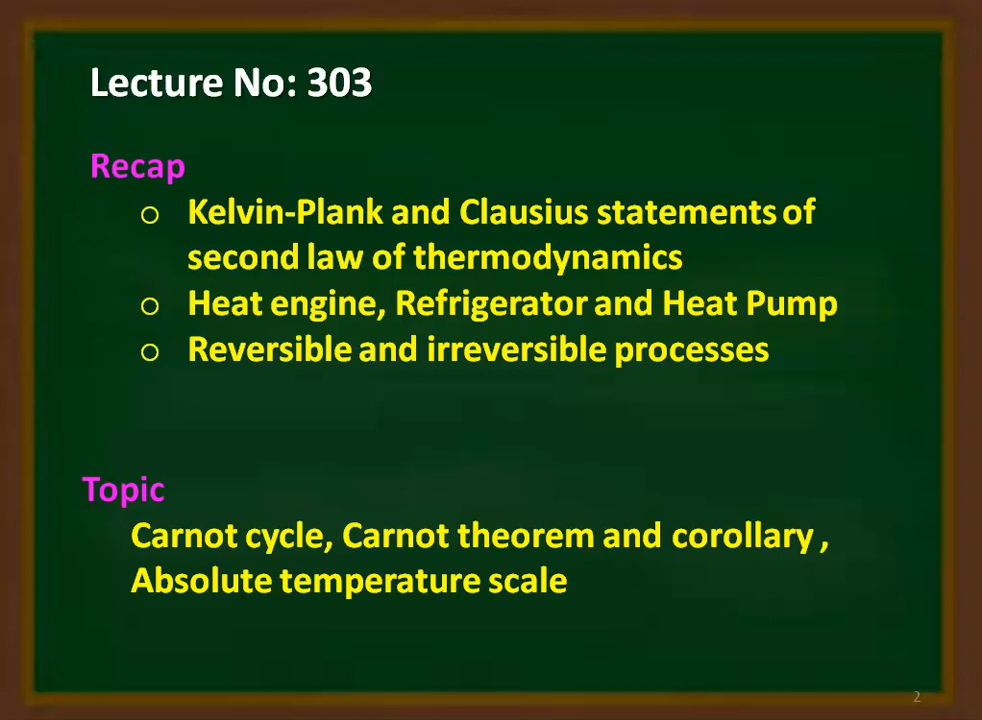 Lecture No: 303
Recap
○ Kelvin-Plank and Clausius statements of
second law of thermodynamics
○ Heat engine, Refrigerator and Heat Pump
○ Reversible and irreversible processes
Topic
Carnot cycle, Carnot theorem and corollary ,
Absolute temperature scale
2